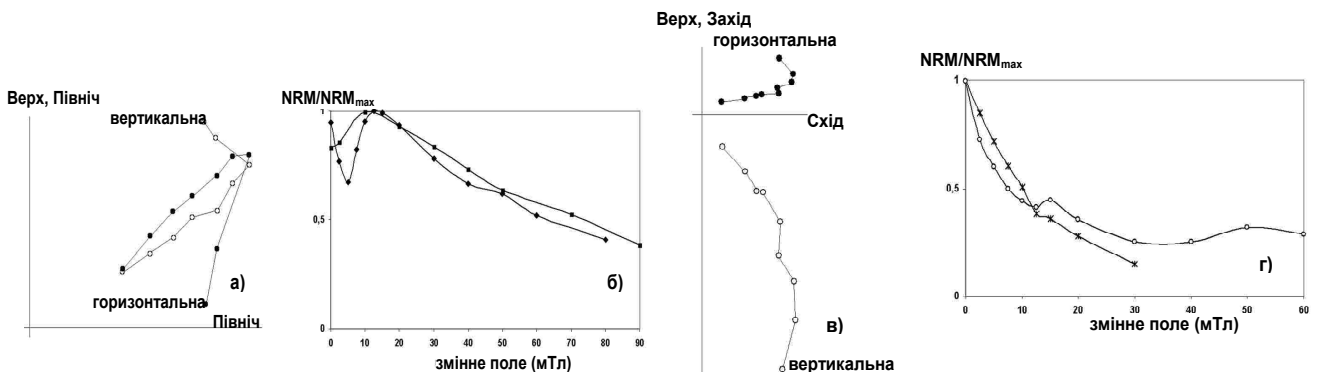 Верх, Північ
вертикальна
горизонтальна
Північ
а)
NRM/NRMmax
1
0,5
0
0 10 20 30 40 50 60 70 80 90
змінне поле (мТл)
б)
Верх, Захід
горизонтальна
Схід
в)
вертикальна
NRM/NRMmax
1
0,5
0
0 10 20 30 40 50 60
змінне поле (мТл)
г)